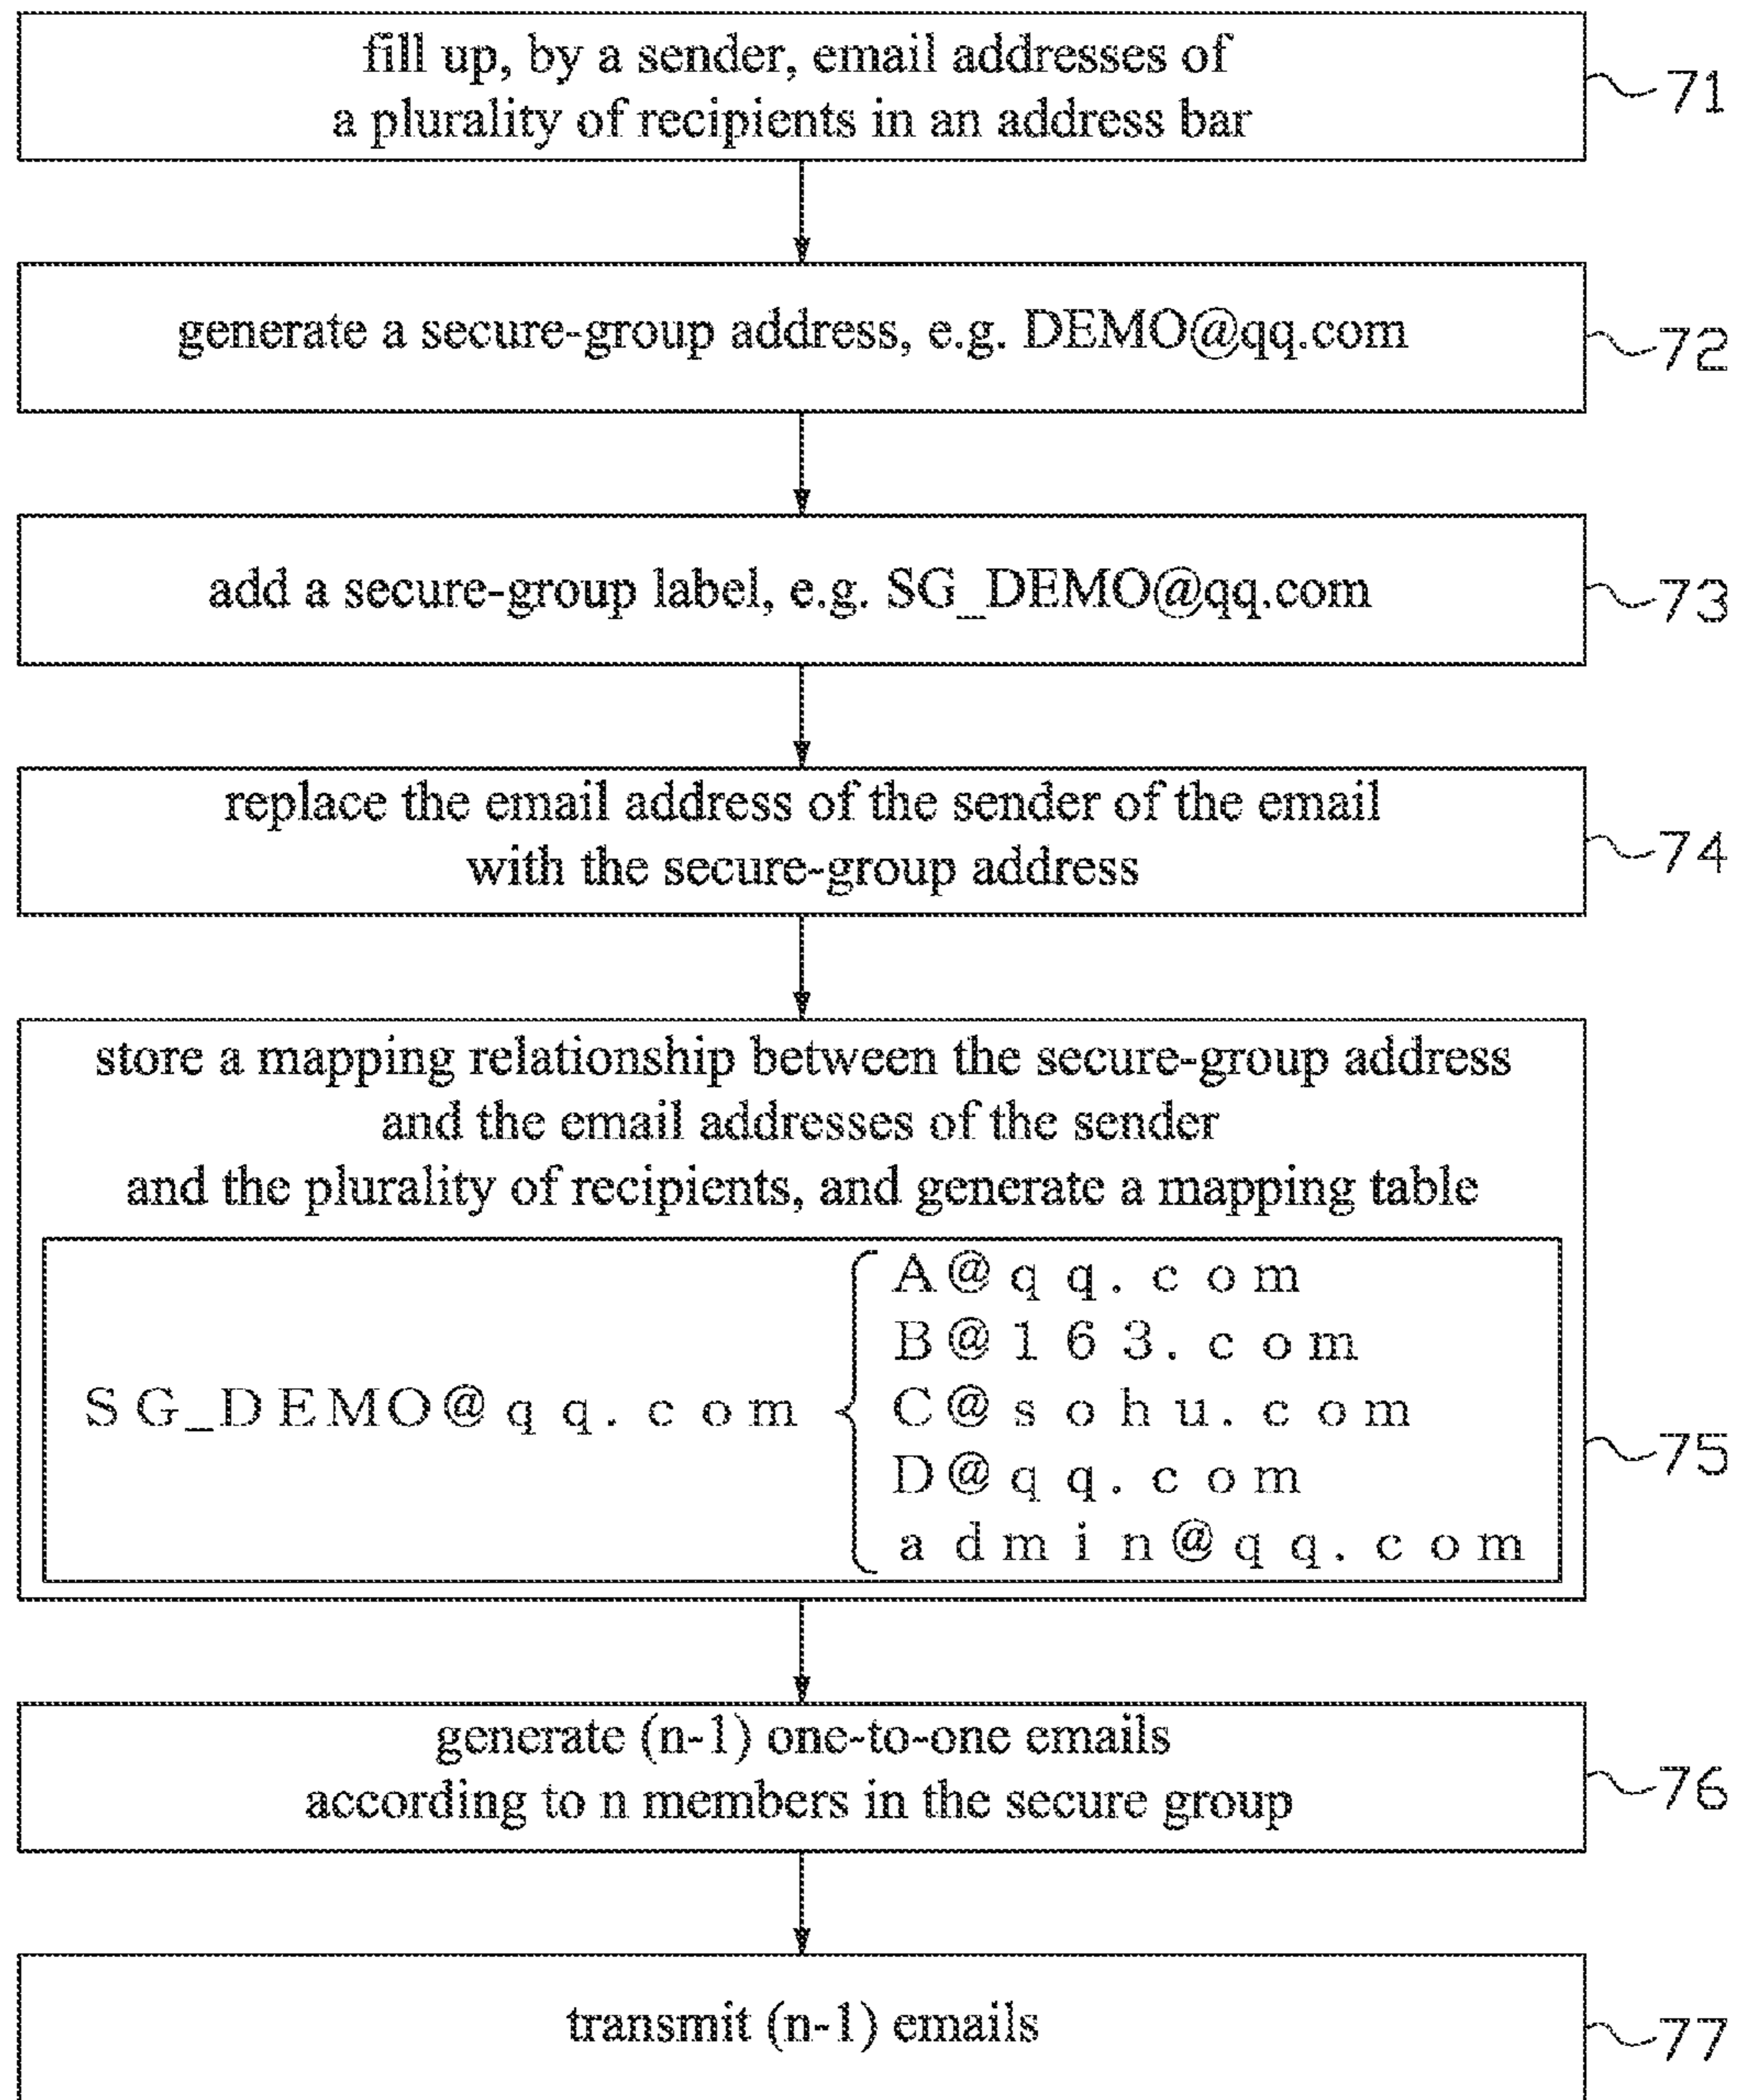 fill up, by a sender, email addresses of
a plurality of recipients in an address bar
71
generate a secure-group address, e.g. DEMO@qq.com
72
add a secure-group label, e.g. SG_DEMO@qq.com
73
replace the email address of the sender of the email
with the secure-group address
74
store a mapping relationship between the secure-group address
and the email addresses of the sender
and the plurality of recipients, and generate a mapping table
A@qq.com
B@163.com
SG_DEMO@qq.com
C@sohu.com
D@qq.com
admin@qq.com
75
generate (n-1) one-to-one emails
according to n members in the secure group
76
transmit (n-1) emails
77